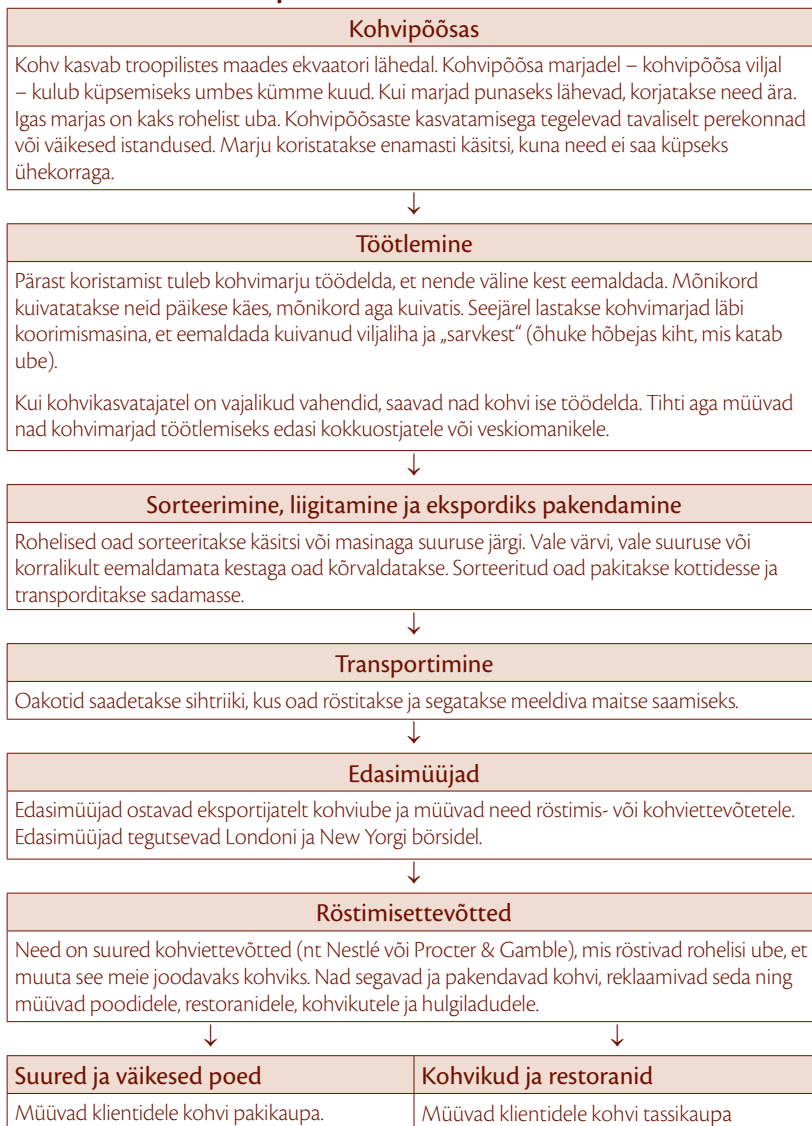 Kohvipõõsas
Kohv kasvab troopilistes maades ekvaatori lähedal. Kohvipõõsa marjadel – kohvipõõsa viljal
– kulub küpsemiseks umbes kümme kuud. Kui marjad punaseks lähevad, korjatakse need ära.
Igas marjas on kaks rohelist uba. Kohvipõõsaste kasvatamisega tegelevad tavaliselt perekonnad
või väikesed istandused. Marju koristatakse enamasti käsitsi, kuna need ei saa küpseks
ühekorraga.
↓
Töötlemine
Pärast koristamist tuleb kohvimarju töödelda, et nende väline kest eemaldada. Mõnikord
kuivatatakse neid päikese käes, mõnikord aga kuivatis. Seejärel lastakse kohvimarjad läbi
koorimismasina, et eemaldada kuivanud viljaliha ja „sarvkest“ (õhuke hõbejas kiht, mis katab
ube).
Kui kohvikasvatajatel on vajalikud vahendid, saavad nad kohvi ise töödelda. Tihti aga müüvad
nad kohvimarjad töötlemiseks edasi kokkuostjatele või veskiomanikele.
↓
Sorteerimine, liigitamine ja ekspordiks pakendamine
Rohelised oad sorteeritakse käsitsi või masinaga suuruse järgi. Vale värvi, vale suuruse või
korralikult eemaldamata kestaga oad kõrvaldatakse. Sorteeritud oad pakitakse kottidesse ja
transporditakse sadamasse.
↓
Transportimine
Oakotid saadetakse sihtriiki, kus oad röstitakse ja segatakse meeldiva maitse saamiseks.
↓
Edasimüüjad
Edasimüüjad ostavad eksportijatelt kohviube ja müüvad need röstimis- või kohviettevõtetele.
Edasimüüjad tegutsevad Londoni ja New Yorgi börsidel.
↓
Röstimisettevõtted
Need on suured kohviettevõtted (nt Nestlé või Procter & Gamble), mis röstivad rohelisi ube, et
muuta see meie joodavaks kohviks. Nad segavad ja pakendavad kohvi, reklaamivad seda ning
müüvad poodidele, restoranidele, kohvikutele ja hulgiladudele.
↓ ↓
Suured ja väikesed poed
Müüvad klientidele kohvi pakikaupa.
Kohvikud ja restoranid
Müüvad klientidele kohvi tassikaupa